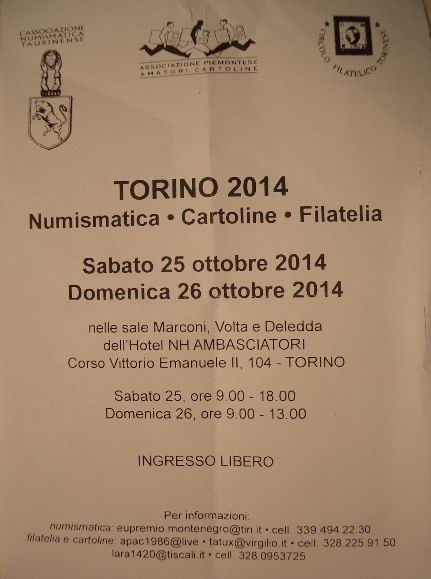 L'ASSOCIAZIONE
NUMISMATICA
TAURINENSE
ASSOCIAZIONE PIEMONTESE
AMATORI CARTOLINE
CIRCOLO FILATELICO TORINESE
TORINO 2014
Numismatica • Cartoline • Filatelia
Sabato 25 ottobre 2014
Domenica 26 ottobre 2014
nelle sale Marconi, Volta e Deledda
dell'Hotel NH AMBASCIATORI
Corso Vittorio Emanuele II, 104 - TORINO
Sabato 25, ore 9.00 - 18.00
Domenica 26, ore 9.00 - 13.00
INGRESSO LIBERO
Per informazioni:
numismatica: eupremio.montenegro@tin.it • cell. 339 494.22.30
filatelia e cartoline: apac1986@live • tatux@virgilio.it • cell. 328.225.91.50
lara1420@tiscali.it • cell. 328.0953725